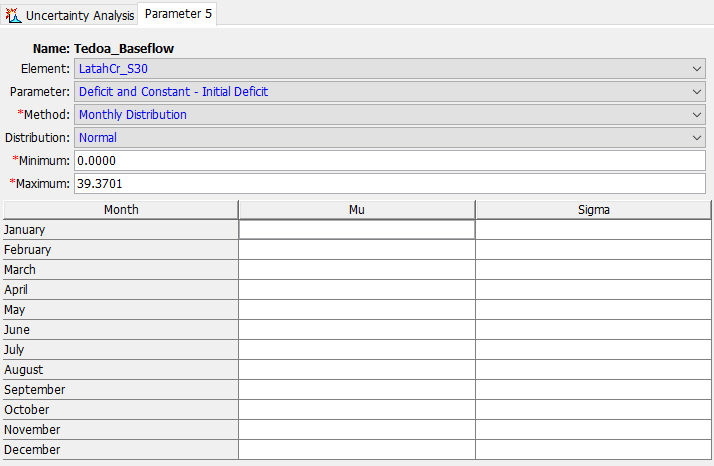 Uncertainty Analysis Parameter 5
Name: Tedoa_Baseflow
Element: LatahCr_S30
Parameter: Deficit and Constant - Initial Deficit
*Method: Monthly Distribution
Distribution: Normal
*Minimum: 0.0000
*Maximum: 39.3701
Month Mu Sigma
January
February
March
April
May
June
July
August
September
October
November
December